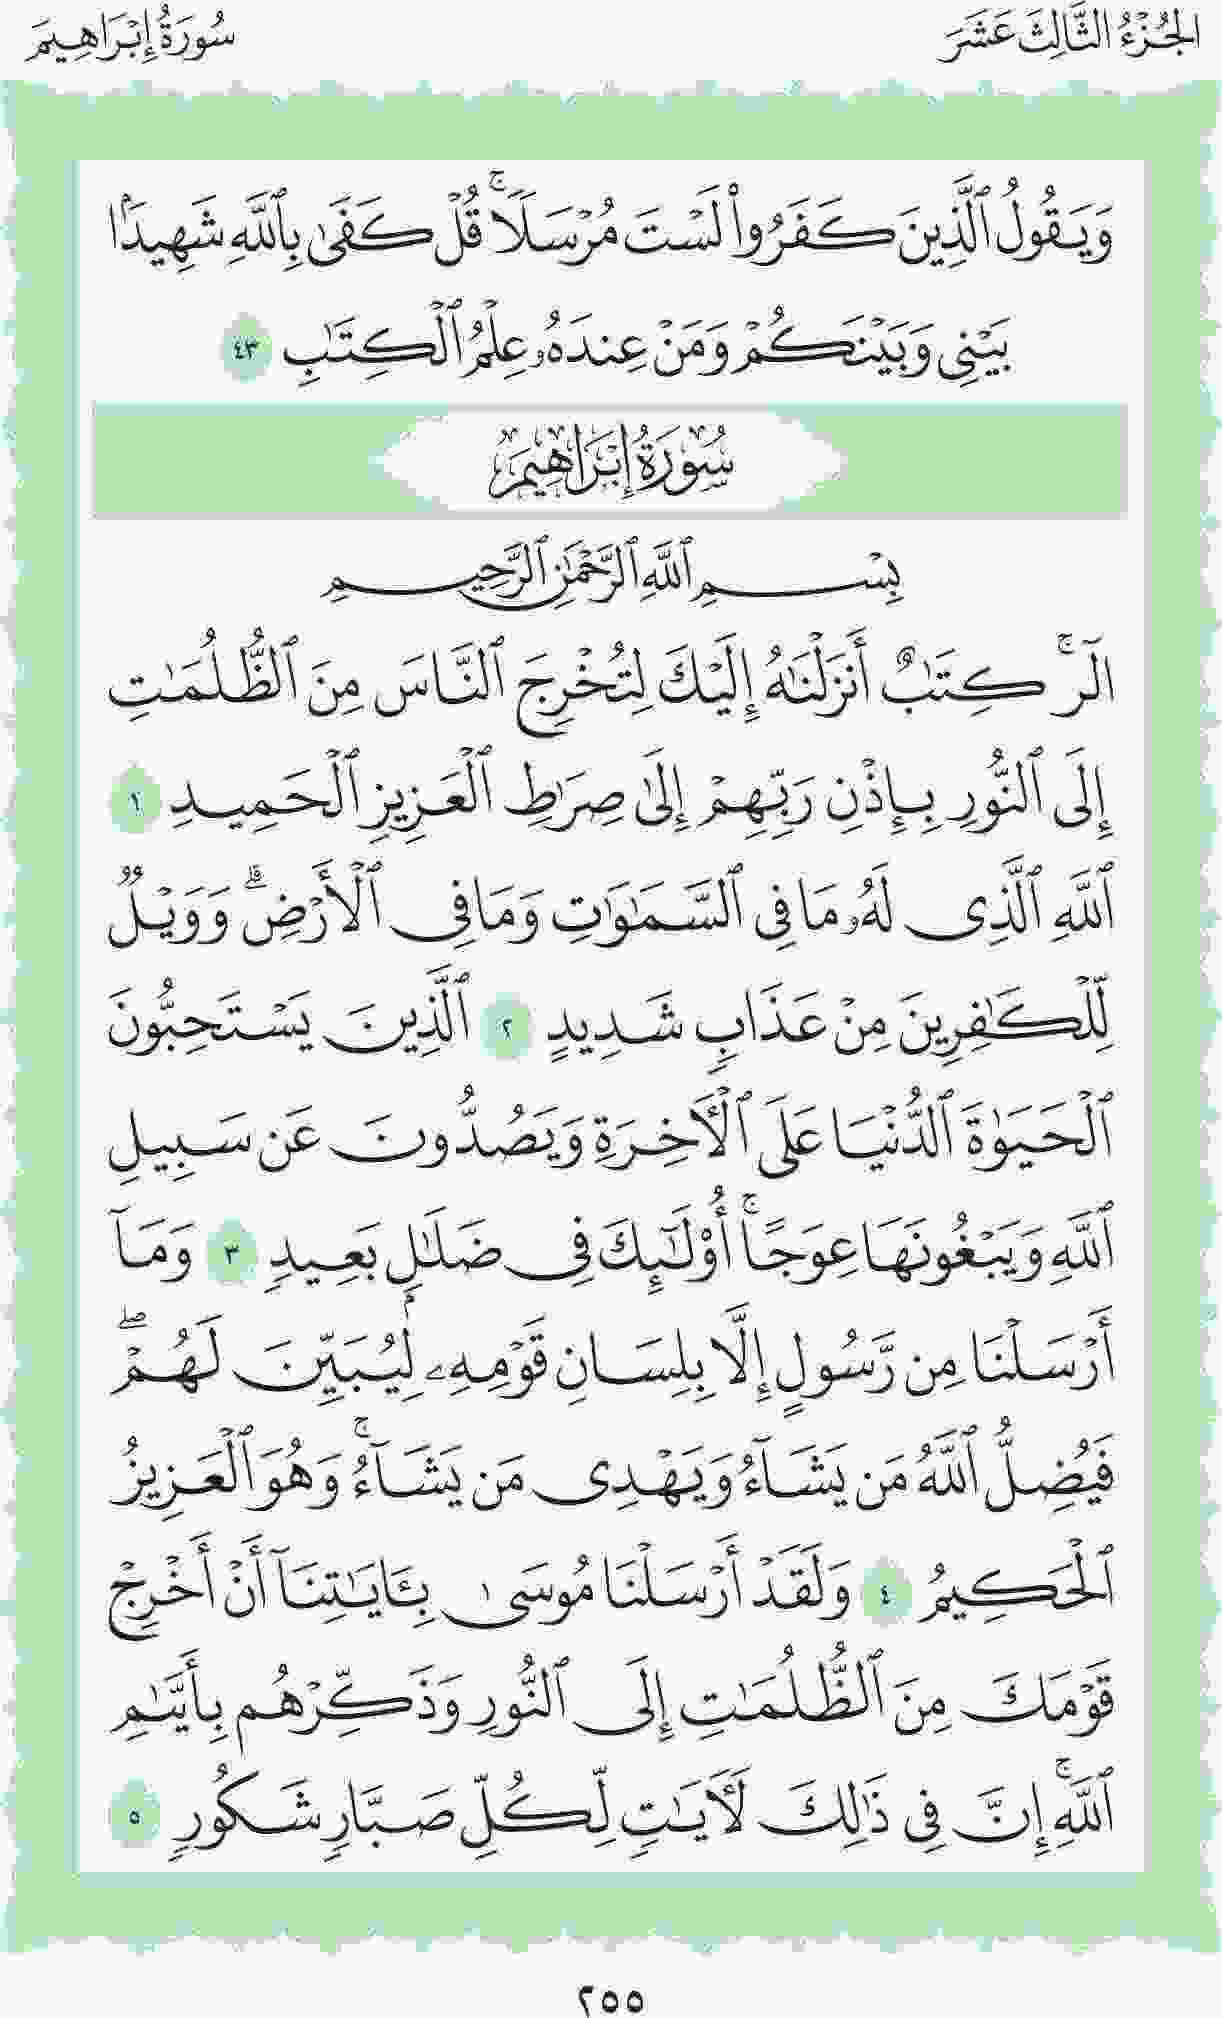 الجُزْءُ الثَّالِثَ عَشَرَ
سُورَةُ إِبْرَاهِيمَ
وَيَقُولُ ٱلَّذِينَ كَفَرُوا۟ لَسْتَ مُرْسَلًاۚ قُلْ كَفَىٰ بِٱللَّهِ شَهِيدَۢا
بَيْنِى وَبَيْنَكُمْ وَمَنْ عِندَهُۥ عِلْمُ ٱلْكِتَٰبِ ٤٣
سُورَةُ إِبْرَاهِيمَ
بِسْمِ ٱللَّهِ ٱلرَّحْمَٰنِ ٱلرَّحِيمِ
الٓرۚ كِتَٰبٌ أَنزَلْنَٰهُ إِلَيْكَ لِتُخْرِجَ ٱلنَّاسَ مِنَ ٱلظُّلُمَٰتِ
إِلَى ٱلنُّورِ بِإِذْنِ رَبِّهِمْ إِلَىٰ صِرَٰطِ ٱلْعَزِيزِ ٱلْحَمِيدِ ١
ٱللَّهِ ٱلَّذِى لَهُۥ مَا فِى ٱلسَّمَٰوَٰتِ وَمَا فِى ٱلْأَرْضِۗ وَوَيْلٌ
لِّلْكَٰفِرِينَ مِنْ عَذَابٍ شَدِيدٍ ٢ ٱلَّذِينَ يَسْتَحِبُّونَ
ٱلْحَيَوٰةَ ٱلدُّنْيَا عَلَى ٱلْـَٔاخِرَةِ وَيَصُدُّونَ عَن سَبِيلِ
ٱللَّهِ وَيَبْغُونَهَا عِوَجًاۚ أُو۟لَٰٓئِكَ فِى ضَلَٰلٍۭ بَعِيدٍ ٣ وَمَآ
أَرْسَلْنَا مِن رَّسُولٍ إِلَّا بِلِسَانِ قَوْمِهِۦ لِيُبَيِّنَ لَهُمْۖ
فَيُضِلُّ ٱللَّهُ مَن يَشَآءُ وَيَهْدِى مَن يَشَآءُۚ وَهُوَ ٱلْعَزِيزُ
ٱلْحَكِيمُ ٤ وَلَقَدْ أَرْسَلْنَا مُوسَىٰ بِـَٔايَٰتِنَآ أَنْ أَخْرِجْ
قَوْمَكَ مِنَ ٱلظُّلُمَٰتِ إِلَى ٱلنُّورِ وَذَكِّرْهُم بِأَيَّىٰمِ
ٱللَّهِۚ إِنَّ فِى ذَٰلِكَ لَـَٔايَٰتٍ لِّكُلِّ صَبَّارٍ شَكُورٍ ٥
٢٥٥